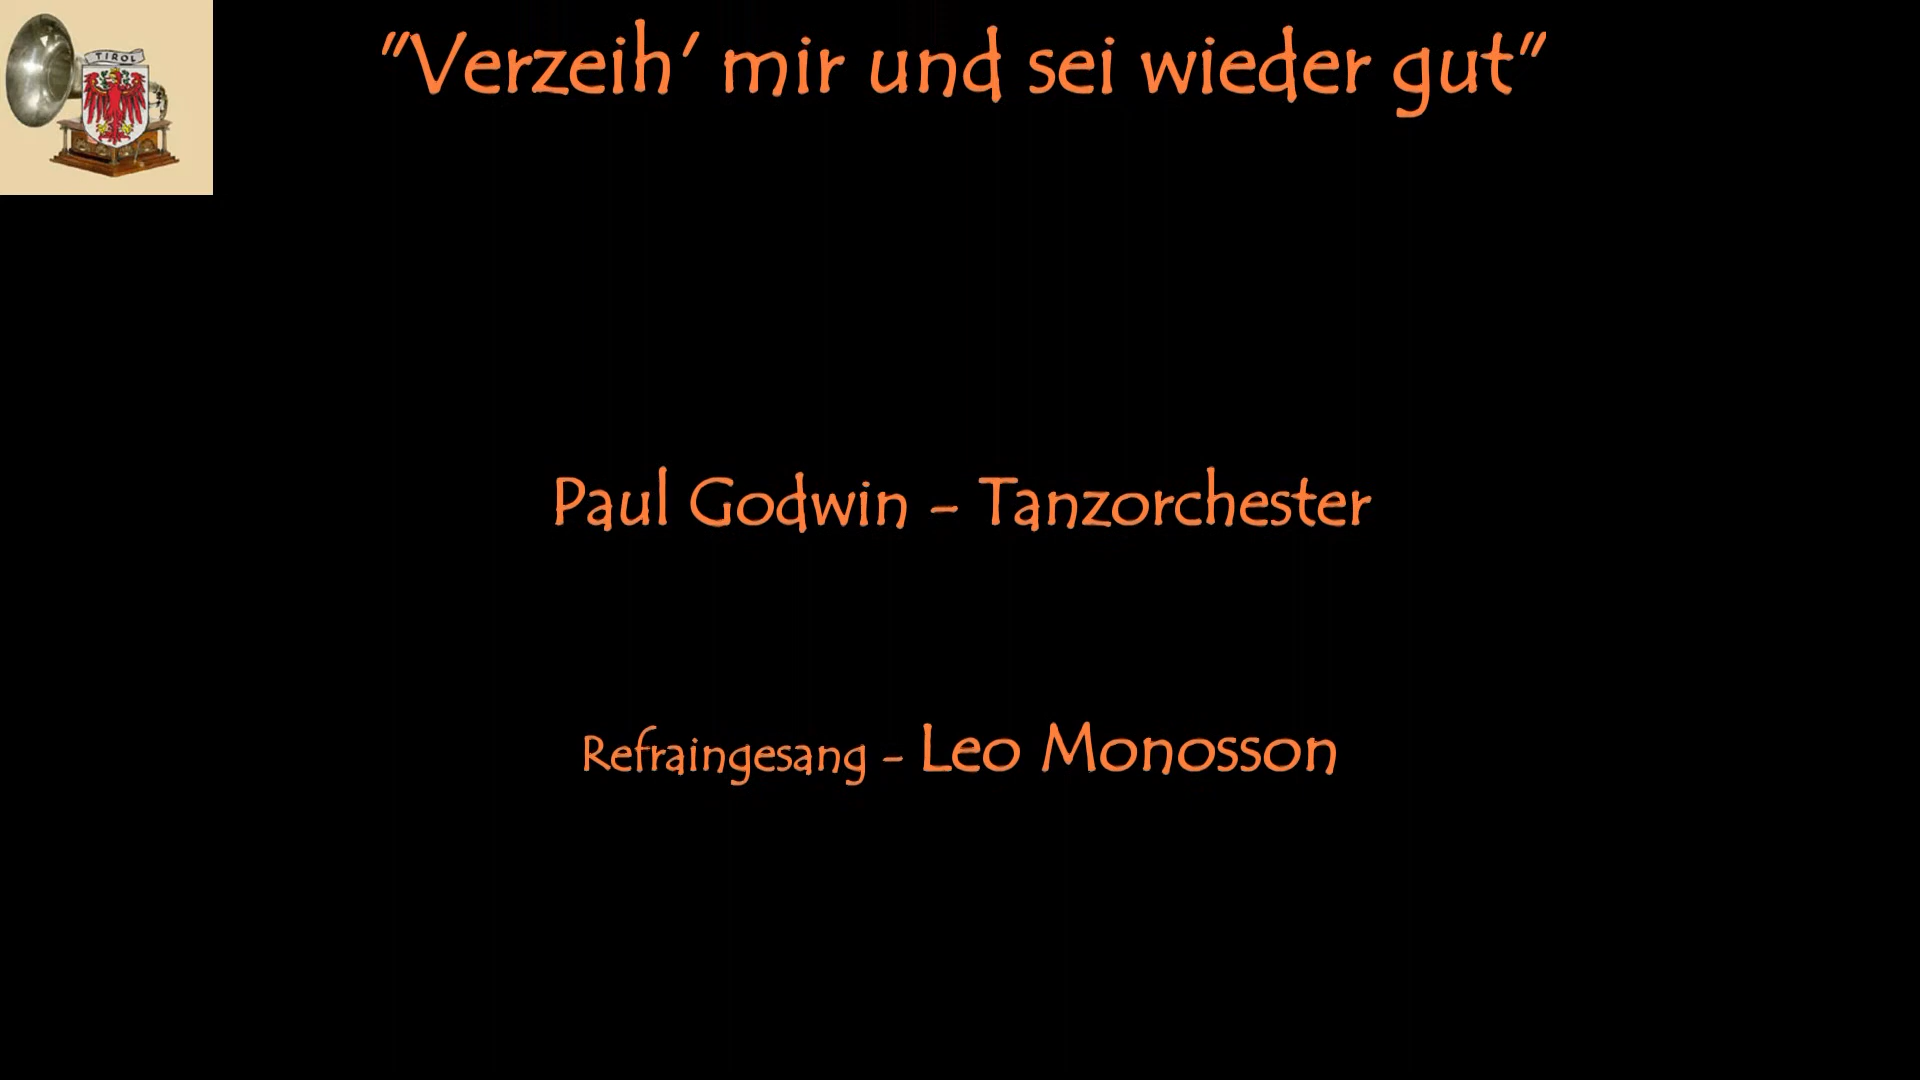 TIROL
"Verzeih' mir und sei wieder gut"
Paul Godwin - Tanzorchester
Refraingesang - Leo Monosson